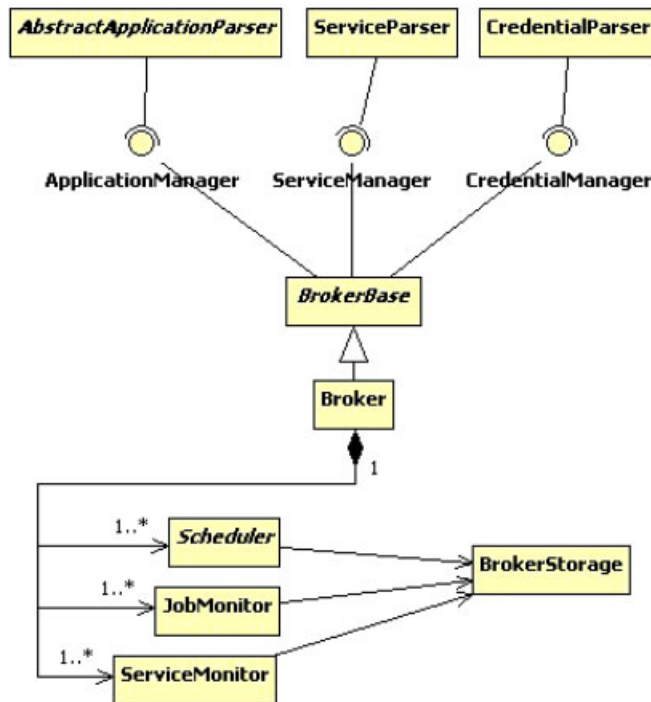 AbstractApplicationParser
ServiceParser
CredentialParser
ApplicationManager
ServiceManager
CredentialManager
BrokerBase
Broker
1
1..*
Scheduler
BrokerStorage
1..*
JobMonitor
1..*
ServiceMonitor